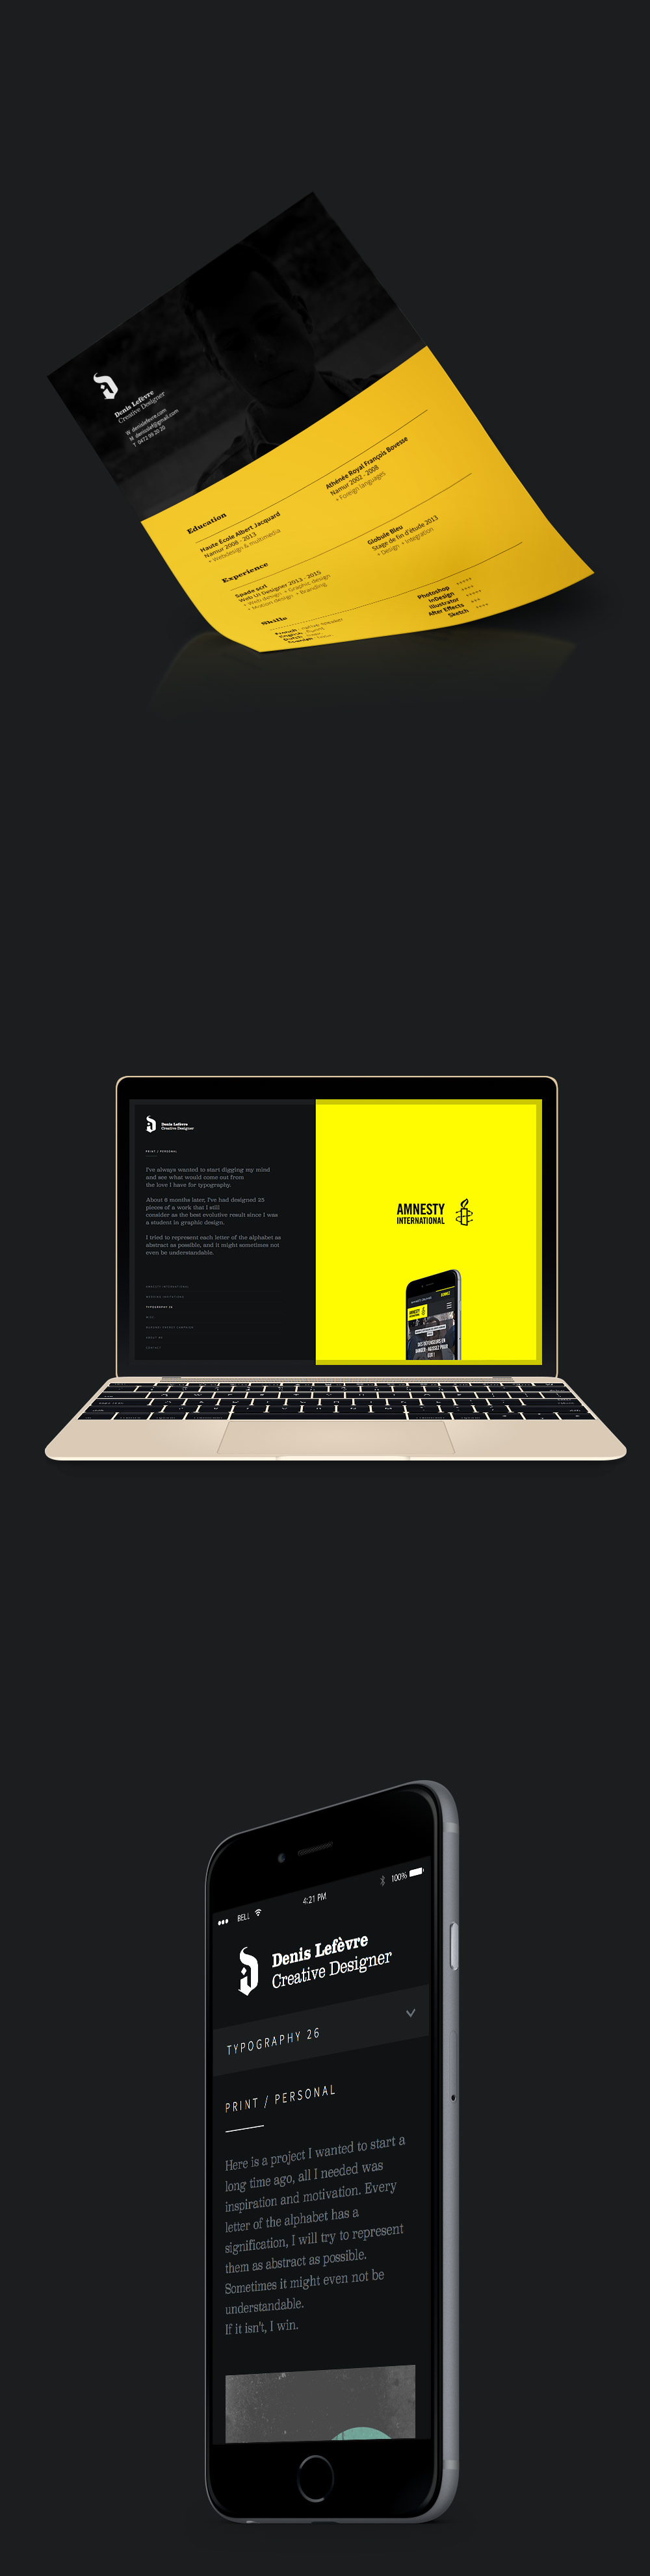 Denis Lefèvre
Creative Designer
W denislefevre.com
M denislef@gmail.com
Education
Haute École Albert Jacquard
Namur 2008 - 2013
• Webdesign & multimedia
Athénée Royal François Bovesse
Namur 2002 - 2008
• Foreign languages
Experience
Spade scrl
Web UI Designer 2013 - 2015
• Web design • Graphic design
• Motion design • Branding
Globule Bleu
Stage de fin d'étude 2013
• Design • Intégration
Skills
Photoshop
InDesign
Illustrator
After Effects
Sketch
Denis Lefèvre
Creative Designer
PRINT / PERSONAL
I've always wanted to start digging my mind
and see what would come out from
the love I have for typography.
About 6 months later, I've had designed 25
pieces of a work that I still
consider as the best evolutive result since I was
a student in graphic design.
I tried to represent each letter of the alphabet as
abstract as possible, and it might sometimes not
even be understandable.
AMNESTY INTERNATIONAL
TYPOGRAPHY 26
ABOUT ME
CONTACT
AMNESTY
INTERNATIONAL
BELL
4:21 PM
100%
Denis Lefèvre
Creative Designer
TYPOGRAPHY 26
PRINT / PERSONAL
Here is a project I wanted to start a
long time ago, all I needed was
inspiration and motivation. Every
letter of the alphabet has a
signification, I will try to represent
them as abstract as possible.
Sometimes it might even not be
understandable.
If it isn't, I win.